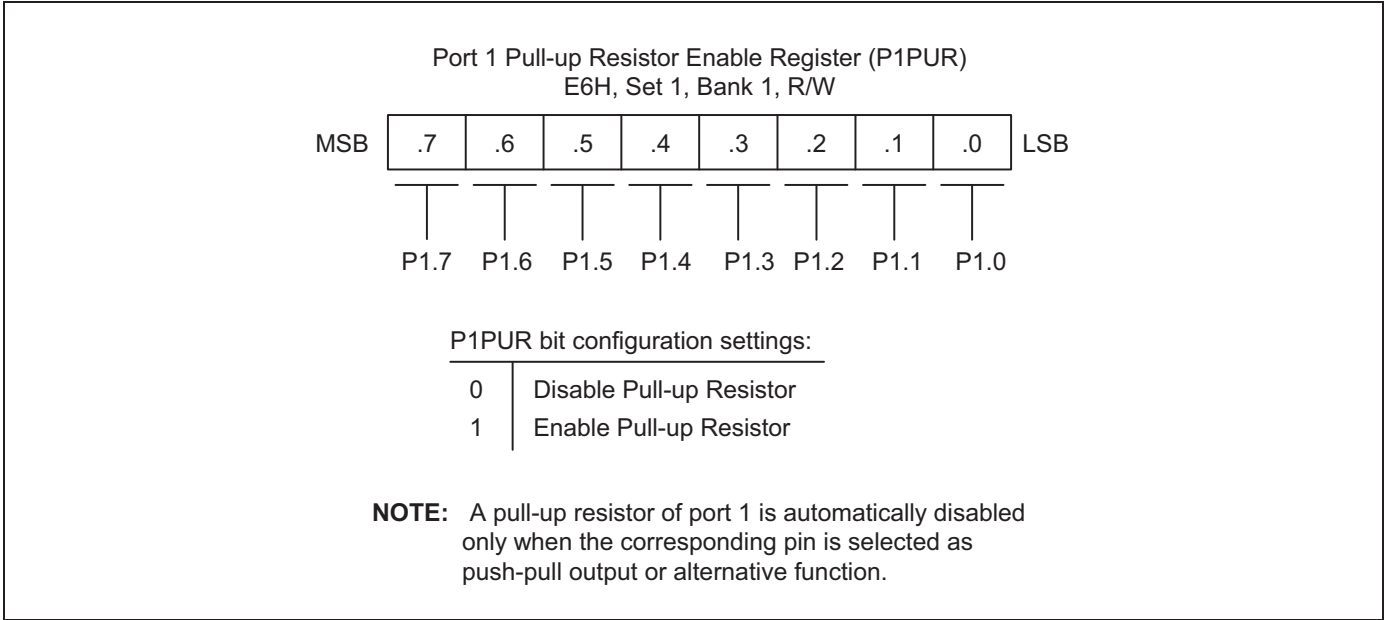 Port 1 Pull-up Resistor Enable Register (P1PUR)
E6H, Set 1, Bank 1, R/W
MSB .7 .6 .5 .4 .3 .2 .1 .0 LSB
P1.7 P1.6 P1.5 P1.4 P1.3 P1.2 P1.1 P1.0
P1PUR bit configuration settings:
0 Disable Pull-up Resistor
1 Enable Pull-up Resistor
NOTE: A pull-up resistor of port 1 is automatically disabled
only when the corresponding pin is selected as
push-pull output or alternative function.